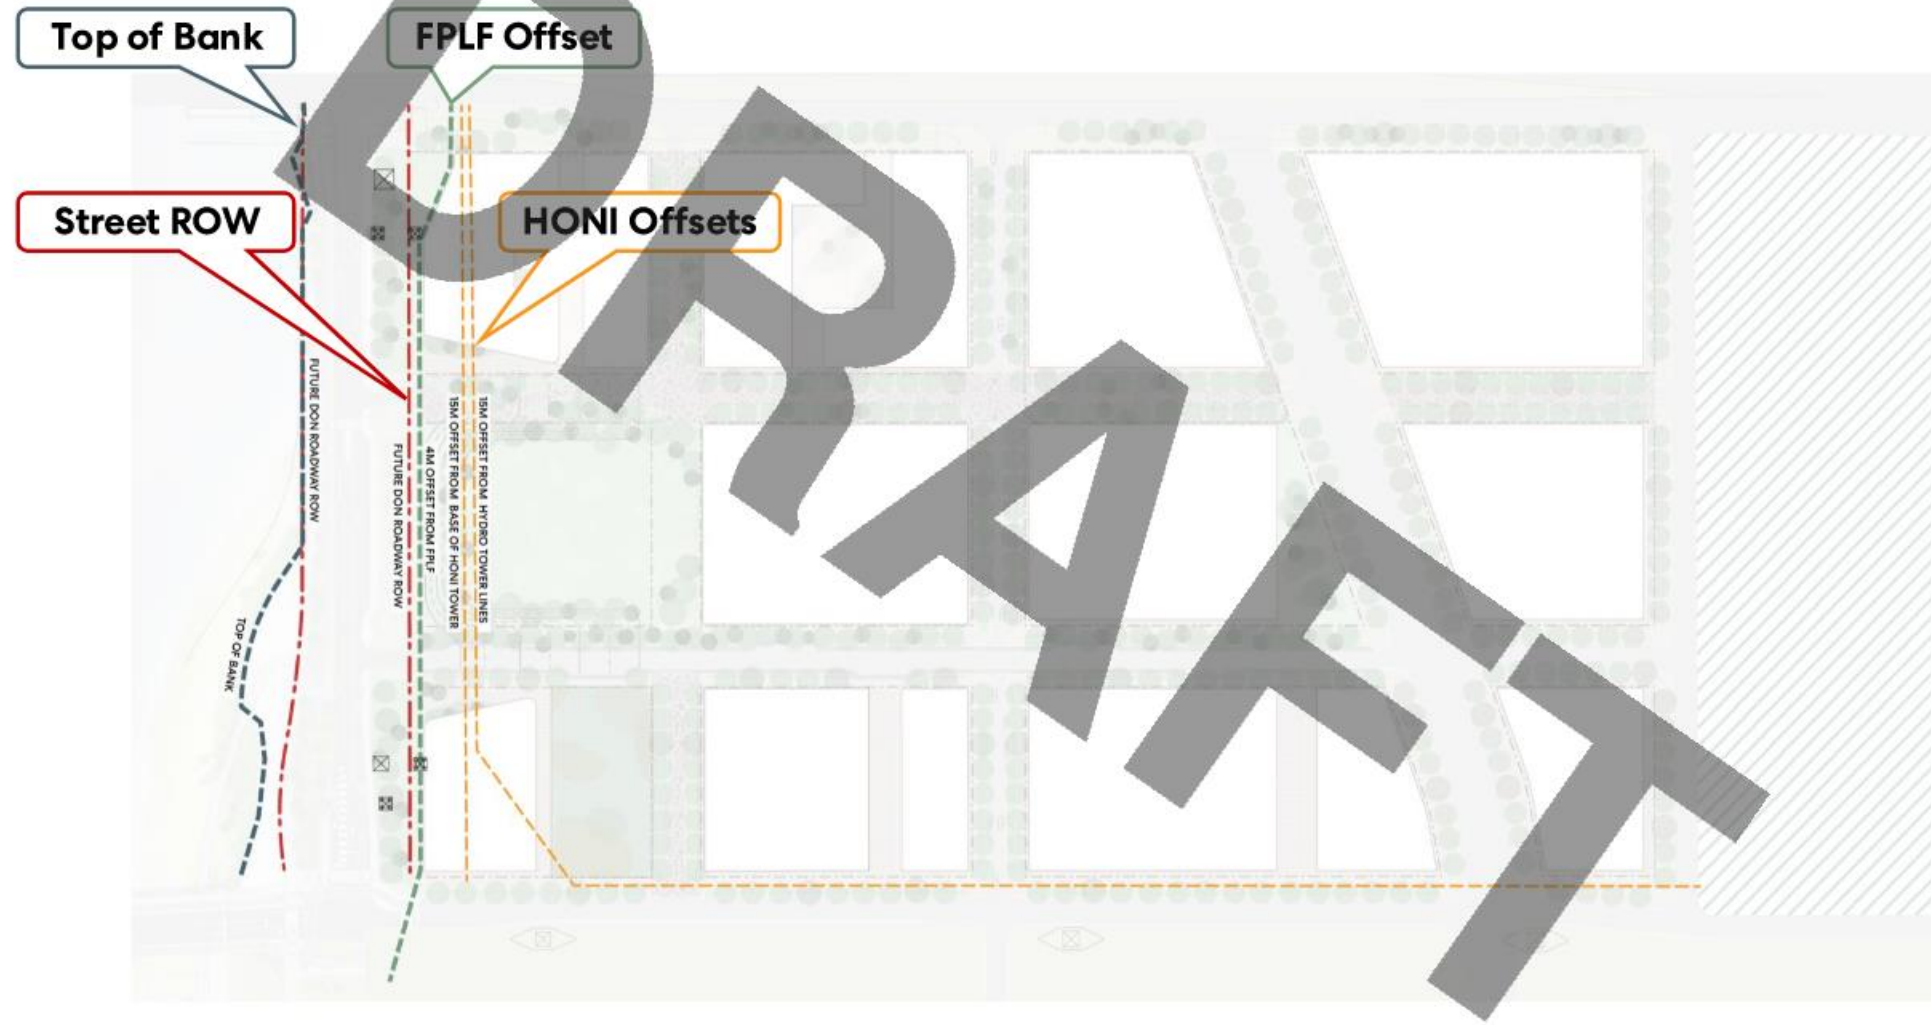 Top of Bank
FPLF Offset
Street ROW
HONI Offsets
FUTURE DON ROADWAY ROW
FUTURE DON ROADWAY ROW
4M OFFSET FROM FPLF
15M OFFSET FROM BASE OF HONI TOWER
15M OFFSET FROM HYDRO TOWER LINES
TOP OF BANK
DRAFT